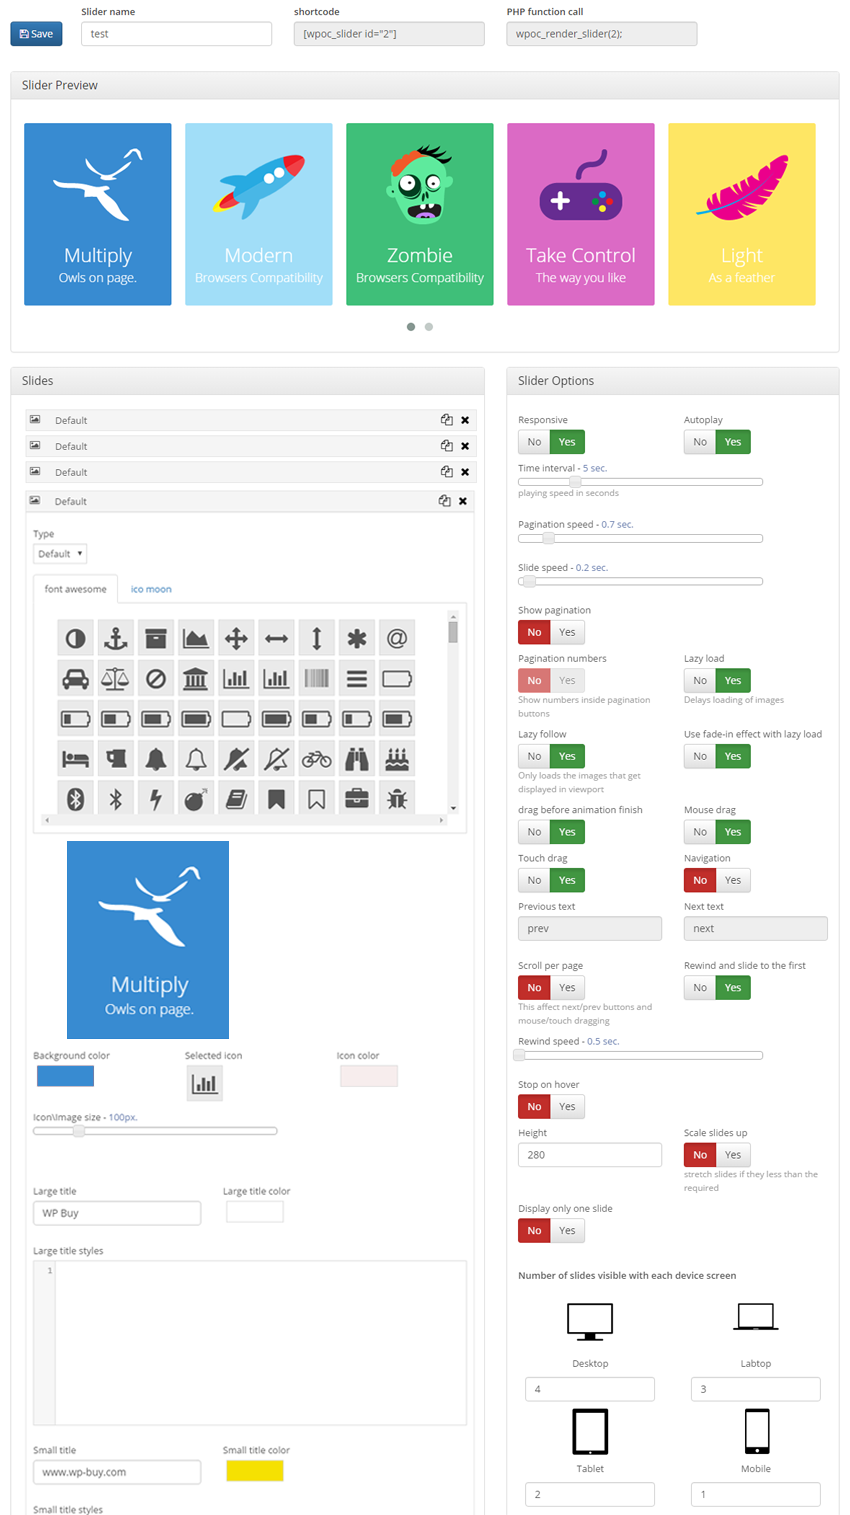 Slider name
shortcode
PHP function call
Save
test
[wpoc_slider id="2"]
wpoc_render_slider(2);
Slider Preview
Multiply
Owls on page.
Modern
Browsers Compatibility
Zombie
Browsers Compatibility
Take Control
The way you like
Light
As a feather
Slides
Default
Default
Default
Default
Type
Default
font awesome
ico moon
@
Multiply
Owls on page.
Background color
Selected icon
Icon color
Icon\Image size - 100px.
Large title
Large title color
WP Buy
Large title styles
1
Small title
Small title color
www.wp-buy.com
Small title styles
Slider Options
Responsive
Autoplay
No Yes
No Yes
Time interval - 5 sec.
playing speed in seconds
Pagination speed - 0.7 sec.
Slide speed - 0.2 sec.
Show pagination
No Yes
Pagination numbers
Lazy load
No Yes
No Yes
Show numbers inside pagination
buttons
Delays loading of images
Lazy follow
Use fade-in effect with lazy load
No Yes
No Yes
Only loads the images that get
displayed in viewport
drag before animation finish
Mouse drag
No Yes
No Yes
Touch drag
Navigation
No Yes
No Yes
Previous text
Next text
prev
next
Scroll per page
Rewind and slide to the first
No Yes
No Yes
This affect next/prev buttons and
mouse/touch dragging
Rewind speed - 0.5 sec.
Stop on hover
No Yes
Height
Scale slides up
280
No Yes
stretch slides if they less than the
required
Display only one slide
No Yes
Number of slides visible with each device screen
Desktop
Labtop
4
3
Tablet
Mobile
2
1